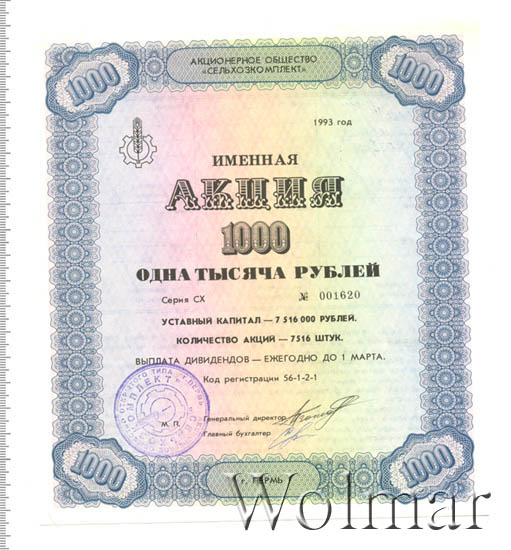 АКЦИОНЕРНОЕ ОБЩЕСТВО
«СЕЛЬХОЗКОМПЛЕКТ»
1000
1000
1993 год
ИМЕННАЯ
АКЦИЯ
1000
ОДНА ТЫСЯЧА РУБЛЕЙ
Серия СХ № 001620
УСТАВНЫЙ КАПИТАЛ — 7 516 000 РУБЛЕЙ.
КОЛИЧЕСТВО АКЦИЙ — 7516 ШТУК.
ВЫПЛАТА ДИВИДЕНДОВ — ЕЖЕГОДНО ДО 1 МАРТА.
Код регистрации 56-1-2-1
М. П.
Генеральный директор
Главный бухгалтер
1000
1000
г. ПЕРМЬ
Wolmar